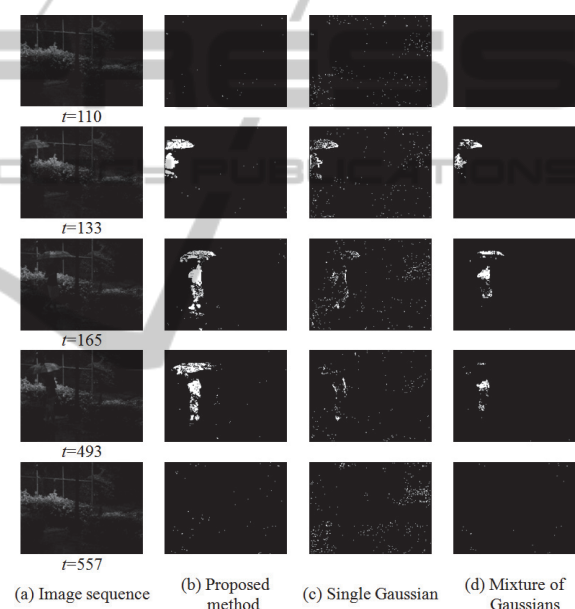 t=110
t=133
t=165
t=493
t=557
(a) Image sequence
(b) Proposed method
(c) Single Gaussian
(d) Mixture of Gaussians